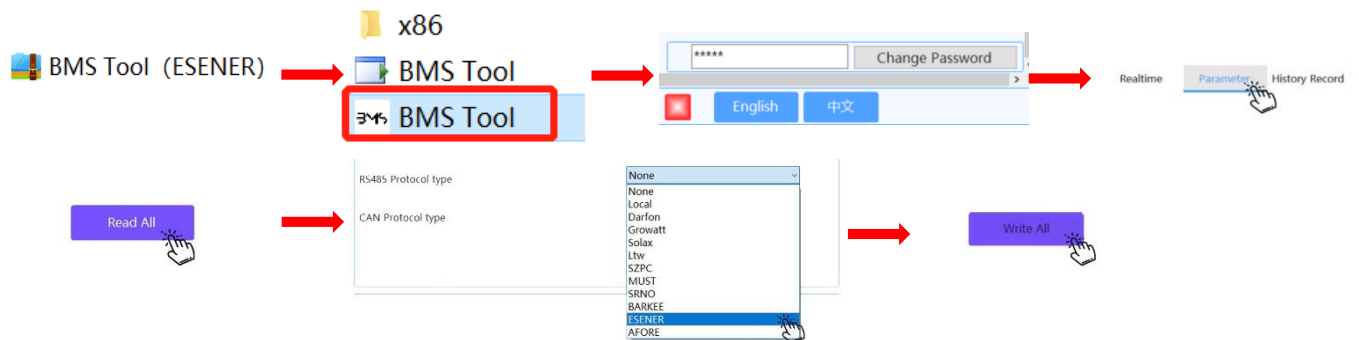 BMS Tool（ESENER）
x86
BMS Tool
BMS
BMS Tool
*****
Change Password
English
中文
Realtime
Parameter
History Record
Read All
RS485 Protocol type
CAN Protocol type
None
None
Local
Darfon
Growatt
Solax
Ltw
SZPC
MUST
SRNO
BARKEE
ESENER
AFORE
Write All